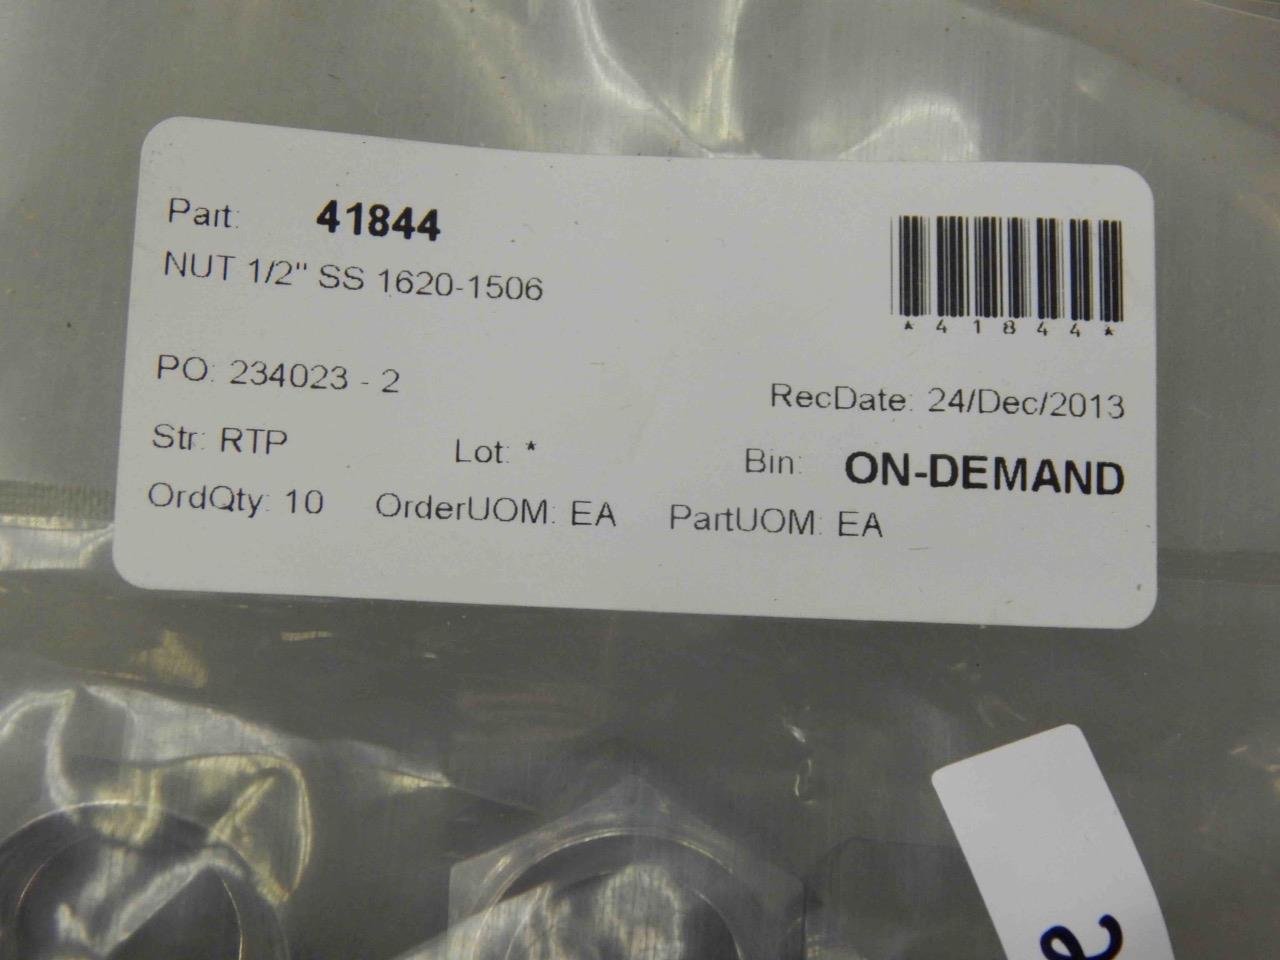 Part: 41844
NUT 1/2" SS 1620-1506
*41844*
PO: 234023 - 2
RecDate: 24/Dec/2013
Str: RTP Lot: * Bin: ON-DEMAND
OrdQty: 10 OrderUOM: EA PartUOM: EA